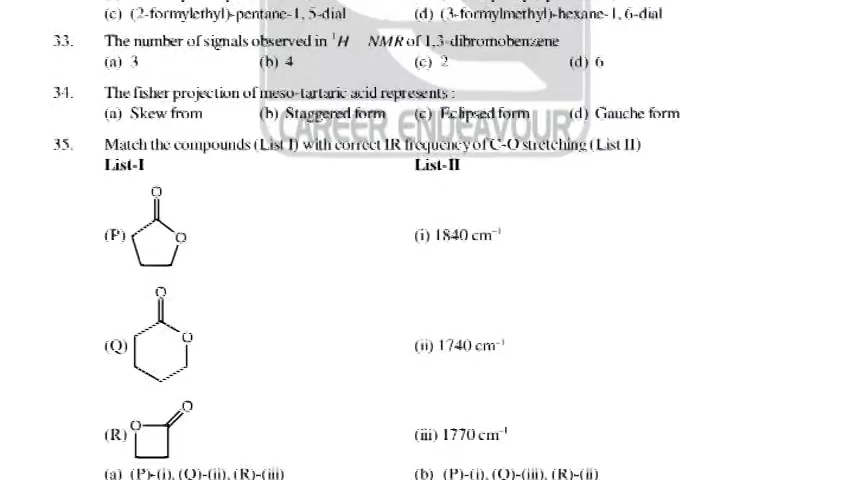 (c) (2-formylethyl)-pentane-1, 5-dial (d) (3-formylmethyl)-hexane-1, 6-dial
33. The number of signals observed in ¹H NMR of 1,3-dibromobenzene
(a) 3 (b) 4 (c) 2 (d) 6
34. The fisher projection of meso-tartaric acid represents :
(a) Skew from (b) Staggered form (c) Eclipsed form (d) Gauche form
CAREER ENDEAVOUR
35. Match the compounds (List I) with correct IR frequency of C-O stretching (List II)
List-I List-II
O
(P) O (i) 1840 cm⁻¹
O
O
(Q) (ii) 1740 cm⁻¹
O
O
(R) (iii) 1770 cm⁻¹
(a) (P)-(i), (Q)-(ii), (R)-(iii) (b) (P)-(i), (Q)-(iii), (R)-(ii)